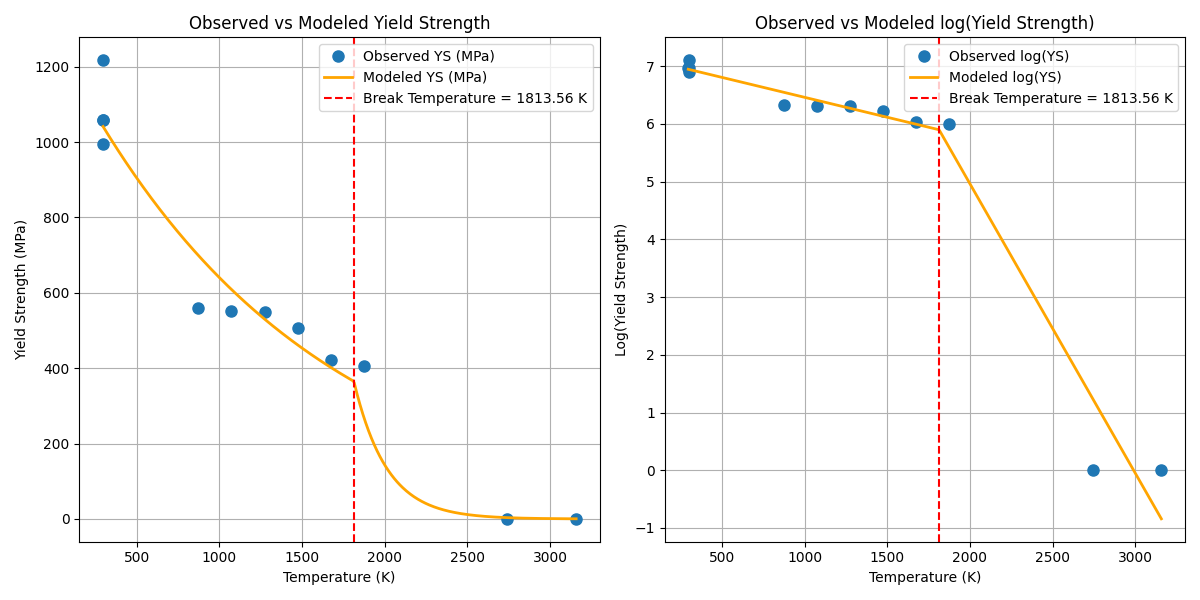 Observed vs Modeled Yield Strength
Observed YS (MPa)
Modeled YS (MPa)
Break Temperature = 1813.56 K
1200
1000
800
600
400
200
0
Yield Strength (MPa)
500 1000 1500 2000 2500 3000
Temperature (K)
Observed vs Modeled log(Yield Strength)
Observed log(YS)
Modeled log(YS)
Break Temperature = 1813.56 K
7
6
5
4
3
2
1
0
−1
Log(Yield Strength)
500 1000 1500 2000 2500 3000
Temperature (K)